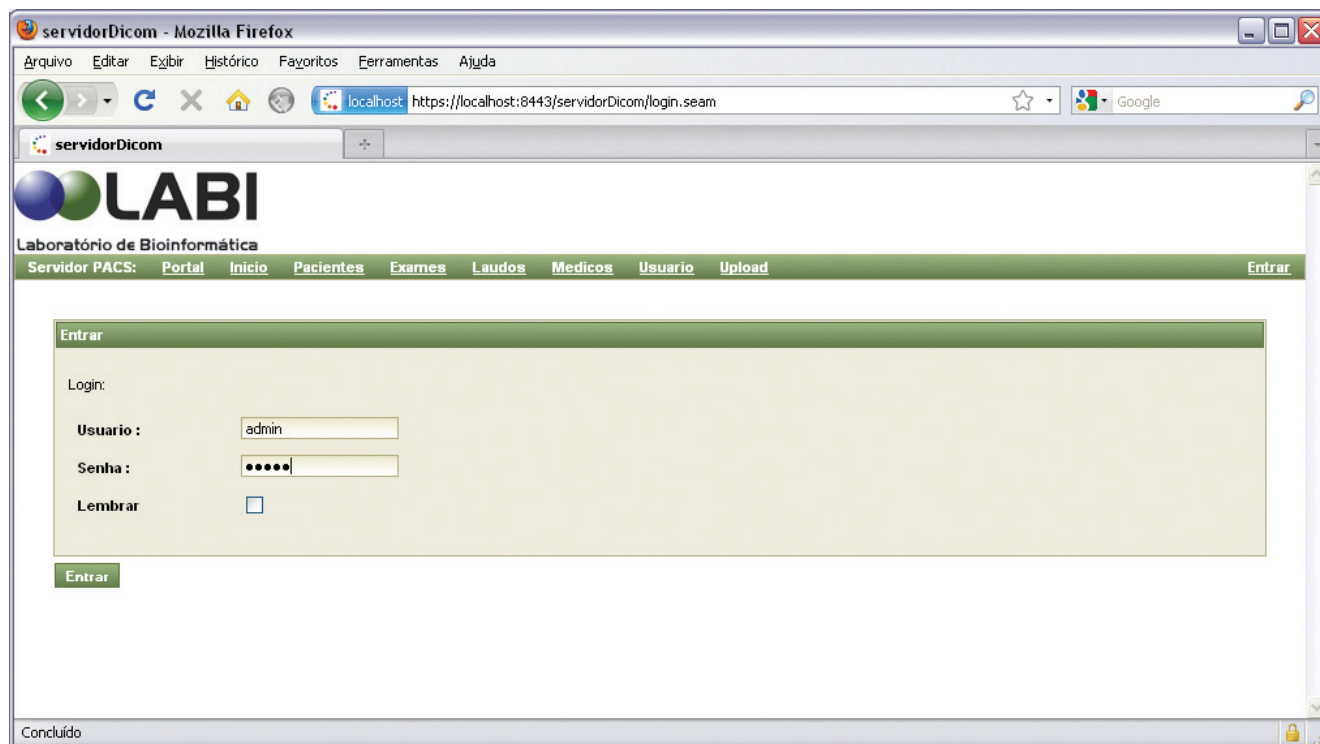 servidorDicom - Mozilla Firefox
Arquivo Editar Exibir Histórico Favoritos Ferramentas Ajuda
localhost https://localhost:8443/servidorDicom/login.seam Google
servidorDicom
LABI
Laboratório de Bioinformática
Servidor PACS: Portal Inicio Pacientes Exames Laudos Medicos Usuario Upload Entrar
Entrar
Login:
Usuario : admin
Senha : •••••
Lembrar
Entrar
Concluído